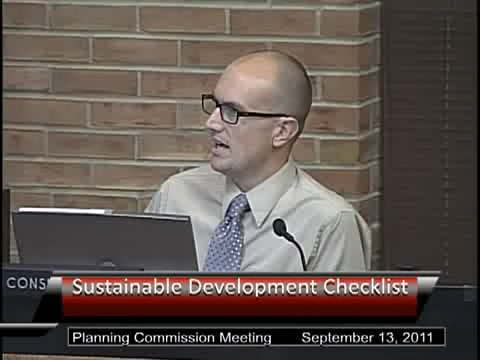 CONS
Sustainable Development Checklist
Planning Commission Meeting September 13, 2011